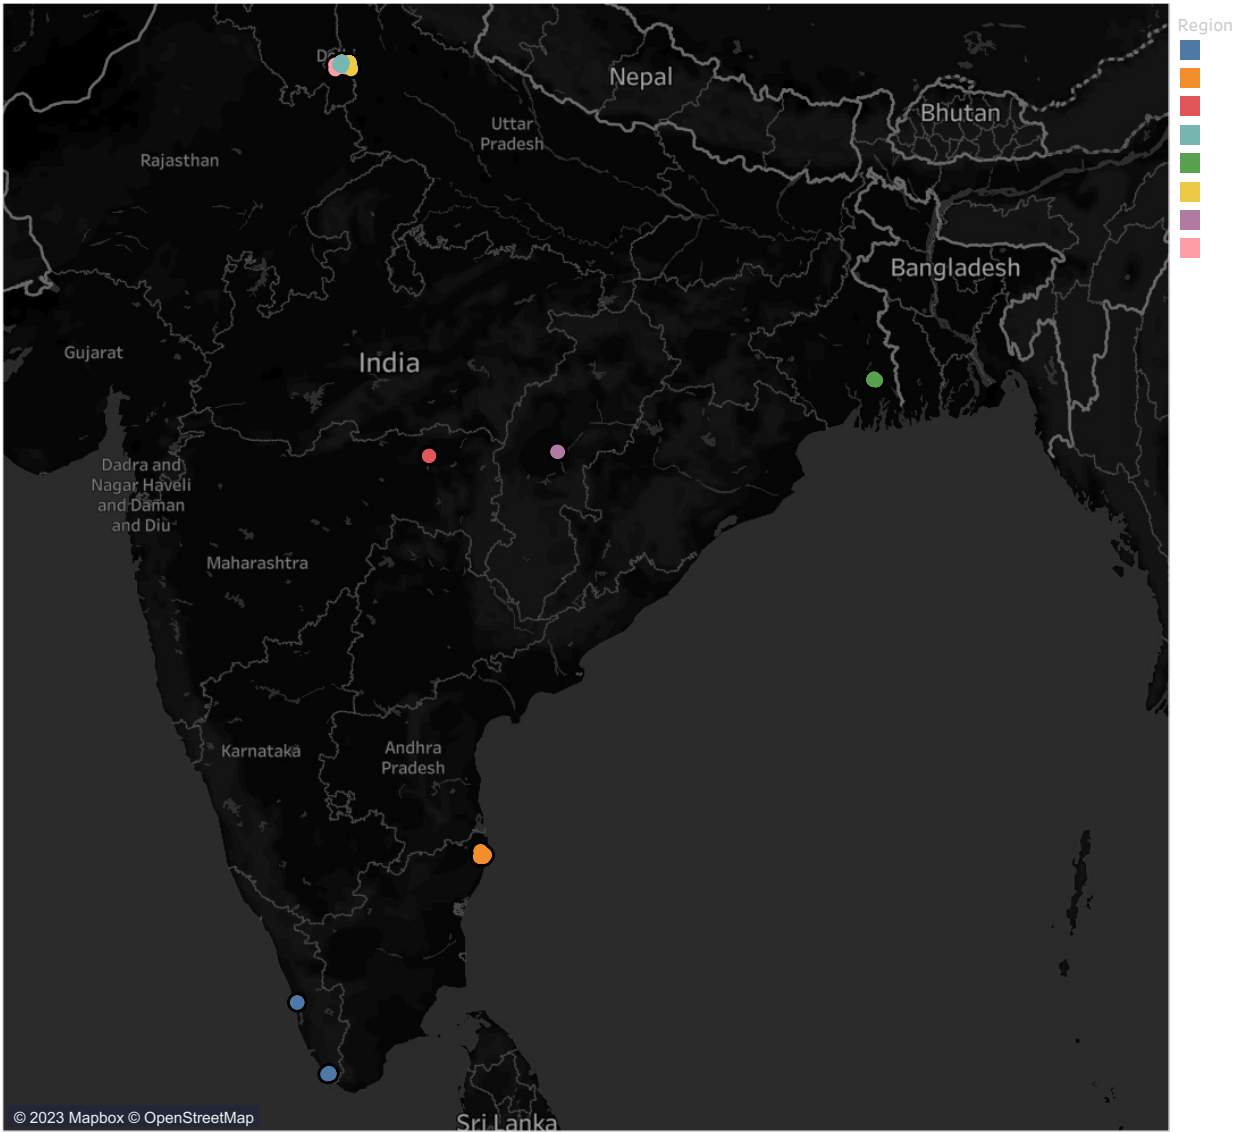 Region
Nepal
Bhutan
Uttar
Pradesh
Rajasthan
Bangladesh
Gujarat
India
Dadra and
Nagar Haveli
and Daman
and Diu
Maharashtra
Karnataka
Andhra
Pradesh
Sri Lanka
© 2023 Mapbox © OpenStreetMap